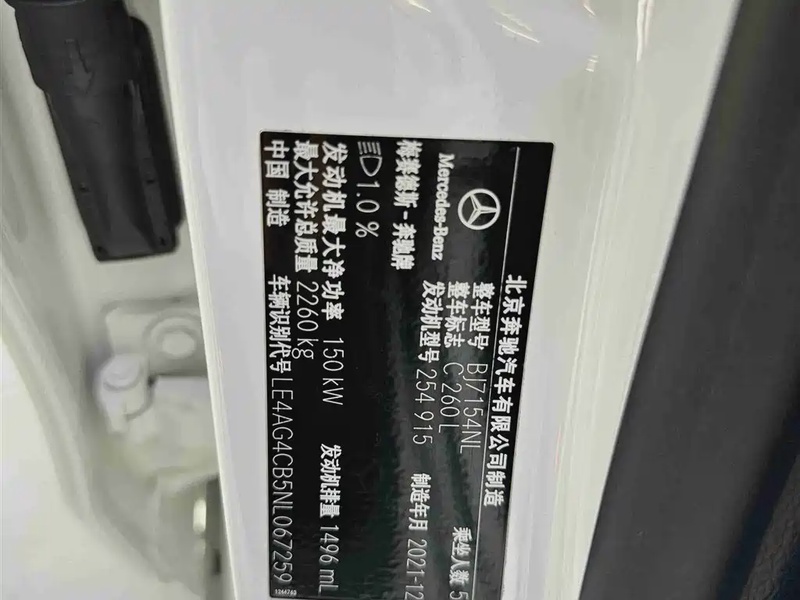 北京奔驰汽车有限公司制造
Mercedes-Benz
梅赛德斯-奔驰牌
整车型号 BJ7154NL 乘坐人数 5
整车标志 C 260 L
发动机型号 254 915 制造年月 2021-12
1.0 %
发动机最大净功率 150 kW 发动机排量 1496 mL
最大允许总质量 2260 kg
中国 制造 车辆识别代号 LE4AG4CB5NL067259